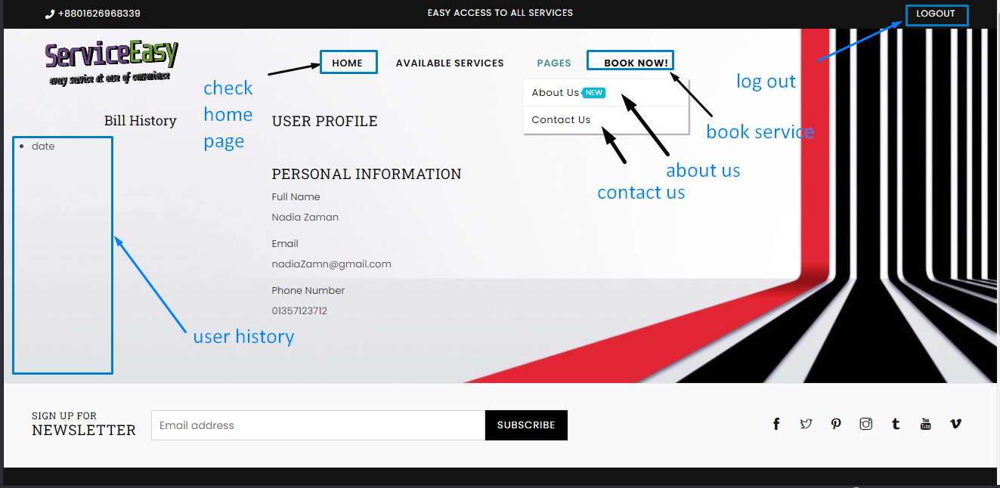 +8801626968339
EASY ACCESS TO ALL SERVICES
LOGOUT
ServiceEasy
every service at ease of convenience
HOME
AVAILABLE SERVICES
PAGES
BOOK NOW!
About Us NEW
Contact Us
check
home
page
log out
book service
about us
contact us
Bill History
date
user history
USER PROFILE
PERSONAL INFORMATION
Full Name
Nadia Zaman
Email
nadiaZamn@gmail.com
Phone Number
01357123712
SIGN UP FOR
NEWSLETTER
Email address
SUBSCRIBE
f
t
You
Tube
v